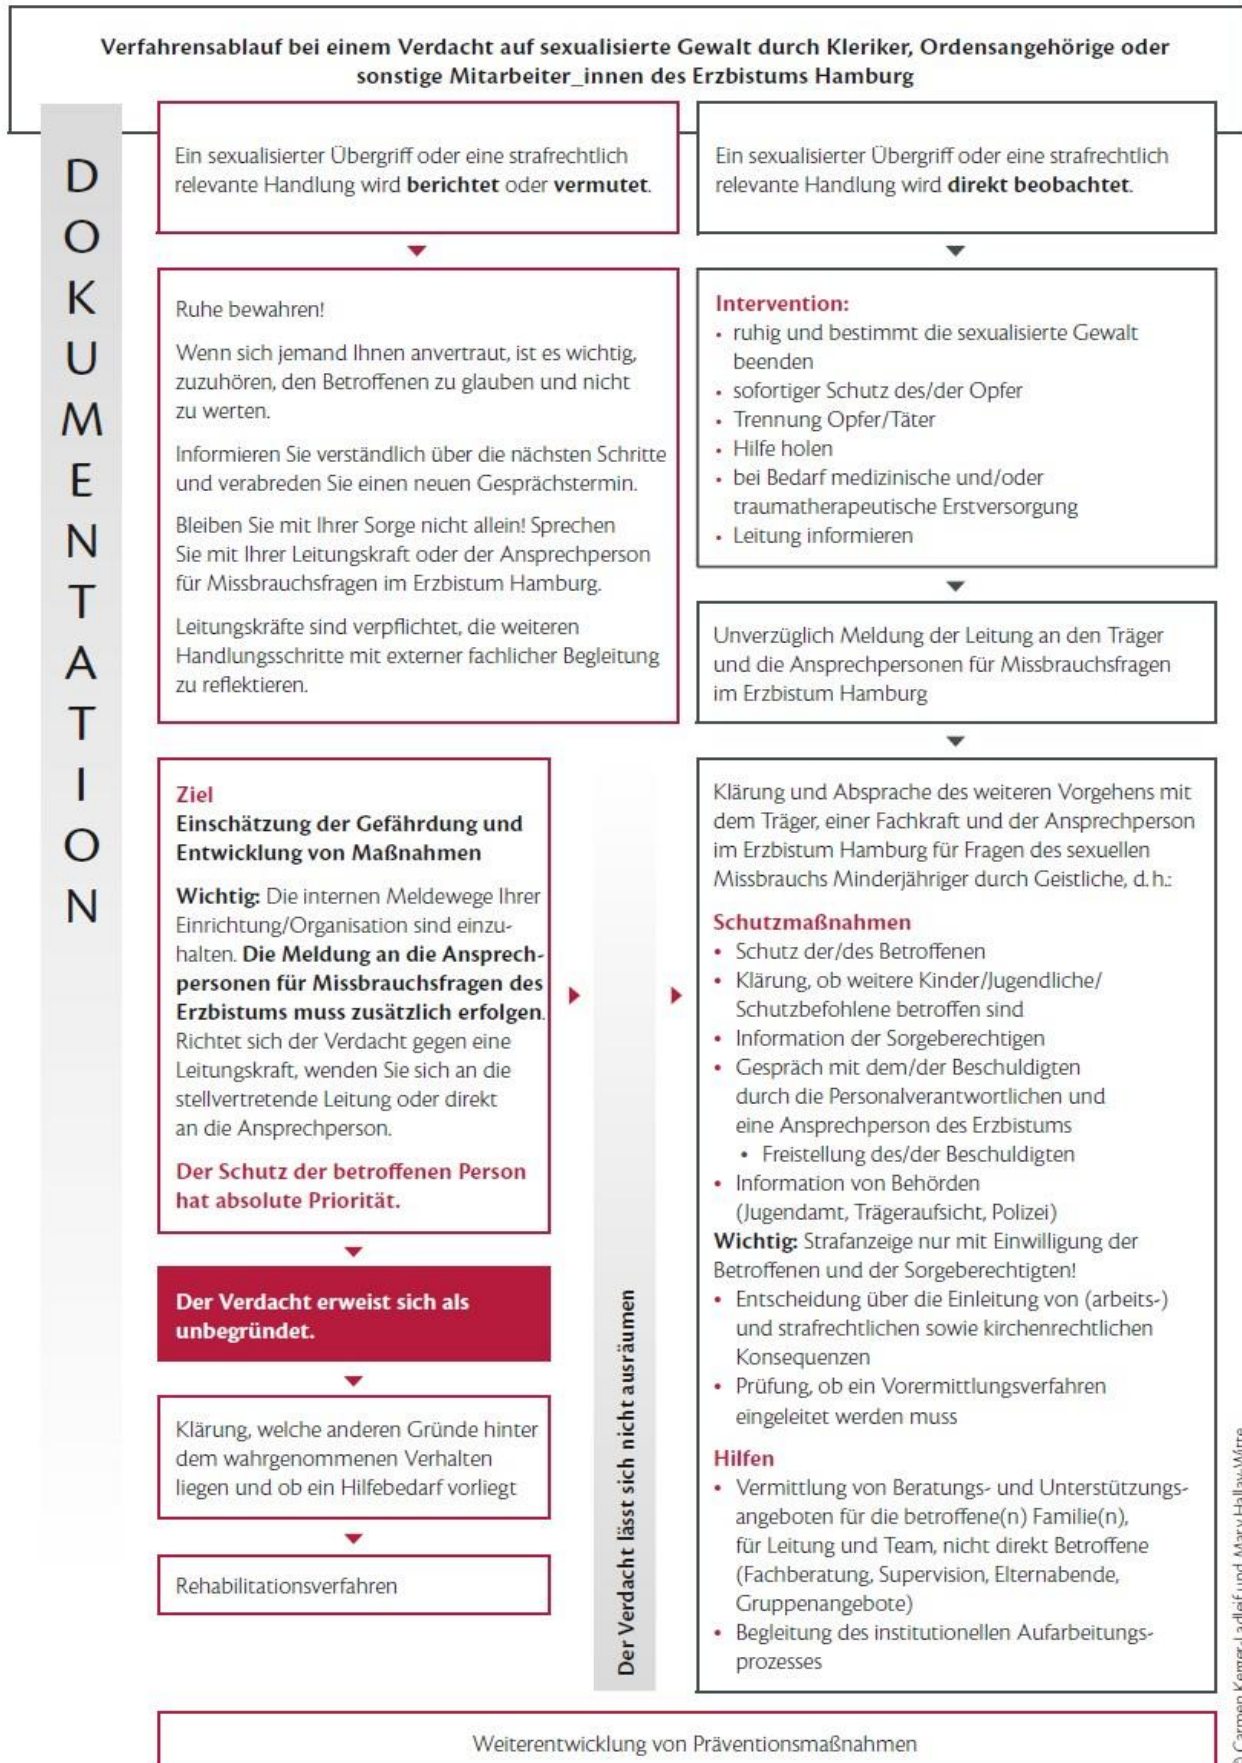 Verfahrensablauf bei einem Verdacht auf sexualisierte Gewalt durch Kleriker, Ordensangehörige oder
sonstige Mitarbeiter_innen des Erzbistums Hamburg
DOKUMENTATION
Ein sexualisierter Übergriff oder eine strafrechtlich
relevante Handlung wird berichtet oder vermutet.
Ruhe bewahren!
Wenn sich jemand Ihnen anvertraut, ist es wichtig,
zuzuhören, den Betroffenen zu glauben und nicht
zu werten.
Informieren Sie verständlich über die nächsten Schritte
und verabreden Sie einen neuen Gesprächstermin.
Bleiben Sie mit Ihrer Sorge nicht allein! Sprechen
Sie mit Ihrer Leitungskraft oder der Ansprechperson
für Missbrauchsfragen im Erzbistum Hamburg.
Leitungskräfte sind verpflichtet, die weiteren
Handlungsschritte mit externer fachlicher Begleitung
zu reflektieren.
Ziel
Einschätzung der Gefährdung und
Entwicklung von Maßnahmen
Wichtig: Die internen Meldewege Ihrer
Einrichtung/Organisation sind einzu-
halten. Die Meldung an die Ansprech-
personen für Missbrauchsfragen des
Erzbistums muss zusätzlich erfolgen.
Richtet sich der Verdacht gegen eine
Leitungskraft, wenden Sie sich an die
stellvertretende Leitung oder direkt
an die Ansprechperson.
Der Schutz der betroffenen Person
hat absolute Priorität.
Der Verdacht erweist sich als
unbegründet.
Klärung, welche anderen Gründe hinter
dem wahrgenommenen Verhalten
liegen und ob ein Hilfebedarf vorliegt
Rehabilitationsverfahren
Der Verdacht lässt sich nicht ausräumen
Ein sexualisierter Übergriff oder eine strafrechtlich
relevante Handlung wird direkt beobachtet.
Intervention:
• ruhig und bestimmt die sexualisierte Gewalt
beenden
• sofortiger Schutz des/der Opfer
• Trennung Opfer/Täter
• Hilfe holen
• bei Bedarf medizinische und/oder
traumatherapeutische Erstversorgung
• Leitung informieren
Unverzüglich Meldung der Leitung an den Träger
und die Ansprechpersonen für Missbrauchsfragen
im Erzbistum Hamburg
Klärung und Absprache des weiteren Vorgehens mit
dem Träger, einer Fachkraft und der Ansprechperson
im Erzbistum Hamburg für Fragen des sexuellen
Missbrauchs Minderjähriger durch Geistliche, d. h.:
Schutzmaßnahmen
• Schutz der/des Betroffenen
• Klärung, ob weitere Kinder/Jugendliche/
Schutzbefohlene betroffen sind
• Information der Sorgeberechtigen
• Gespräch mit dem/der Beschuldigten
durch die Personalverantwortlichen und
eine Ansprechperson des Erzbistums
• Freistellung des/der Beschuldigten
• Information von Behörden
(Jugendamt, Trägeraufsicht, Polizei)
Wichtig: Strafanzeige nur mit Einwilligung der
Betroffenen und der Sorgeberechtigten!
• Entscheidung über die Einleitung von (arbeits-)
und strafrechtlichen sowie kirchenrechtlichen
Konsequenzen
• Prüfung, ob ein Vorermittlungsverfahren
eingeleitet werden muss
Hilfen
• Vermittlung von Beratungs- und Unterstützungs-
angeboten für die betroffene(n) Familie(n),
für Leitung und Team, nicht direkt Betroffene
(Fachberatung, Supervision, Elternabende,
Gruppenangebote)
• Begleitung des institutionellen Aufarbeitungs-
prozesses
Weiterentwicklung von Präventionsmaßnahmen
© Carmen Kerger-Ladleif und Mary Hallay-Witte